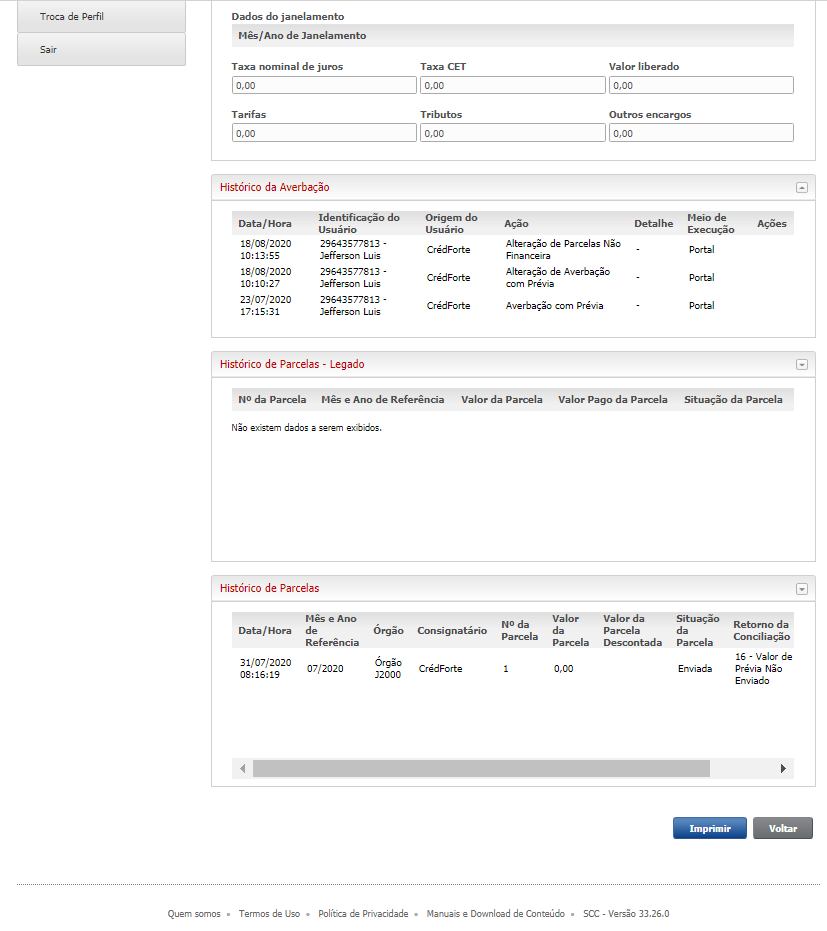 Troca de Perfil
Sair
Dados do janelamento
Mês/Ano de Janelamento
Taxa nominal de juros Taxa CET Valor liberado
0,00 0,00 0,00
Tarifas Tributos Outros encargos
0,00 0,00 0,00
Histórico da Averbação
Data/Hora Identificação do Usuário Origem do Usuário Ação Detalhe Meio de Execução Ações
18/08/2020 10:13:55 29643577813 - Jefferson Luis CrédForte Alteração de Parcelas Não Financeira - Portal
18/08/2020 10:10:27 29643577813 - Jefferson Luis CrédForte Alteração de Averbação com Prévia - Portal
23/07/2020 17:15:31 29643577813 - Jefferson Luis CrédForte Averbação com Prévia - Portal
Histórico de Parcelas - Legado
Nº da Parcela Mês e Ano de Referência Valor da Parcela Valor Pago da Parcela Situação da Parcela
Não existem dados a serem exibidos.
Histórico de Parcelas
Data/Hora Mês e Ano de Referência Órgão Consignatário Nº da Parcela Valor da Parcela Valor da Parcela Descontada Situação da Parcela Retorno da Conciliação
31/07/2020 08:16:19 07/2020 Órgão J2000 CrédForte 1 0,00 Enviada 16 - Valor de Prévia Não Enviado
Imprimir Voltar
Quem somos • Termos de Uso • Política de Privacidade • Manuais e Download de Conteúdo • SCC - Versão 33.26.0